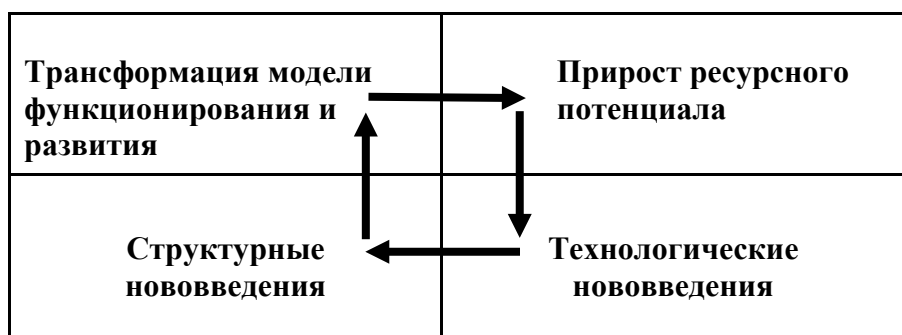 Трансформация модели
функционирования и
развития
Прирост ресурсного
потенциала
Структурные
нововведения
Технологические
нововведения